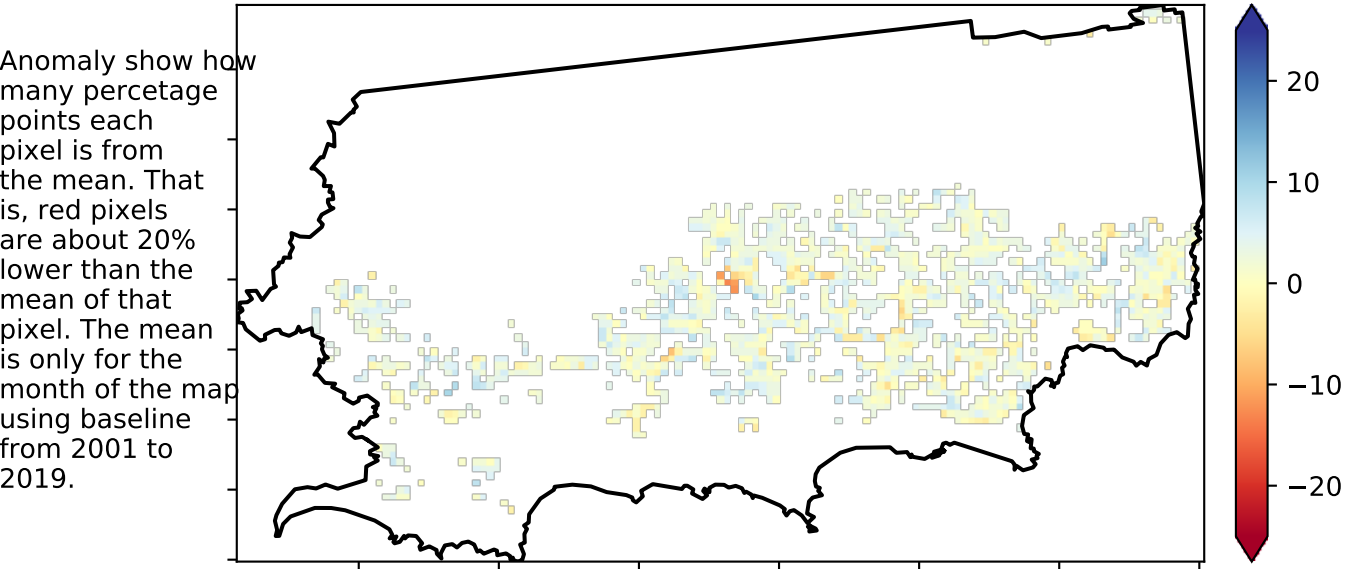 Anomaly show how
many percetage
points each
pixel is from
the mean. That
is, red pixels
are about 20%
lower than the
mean of that
pixel. The mean
is only for the
month of the map
using baseline
from 2001 to
2019.
20
10
0
−10
−20